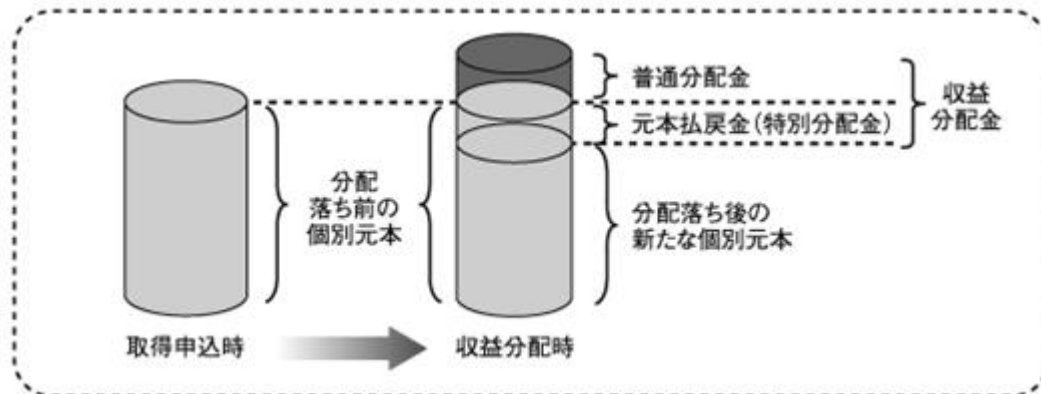 普通分配金
収益
分配金
元本払戻金(特別分配金)
分配
落ち前の
個別元本
分配落ち後の
新たな個別元本
取得申込時
収益分配時